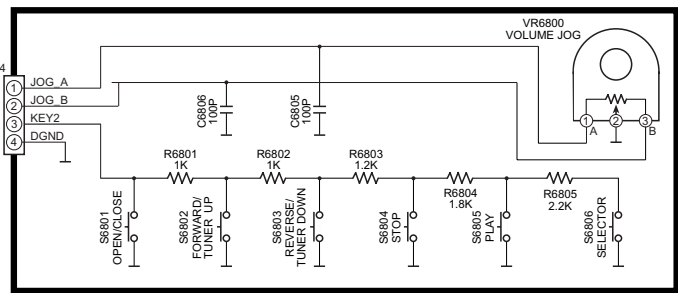 VR6800
VOLUME JOG
4
1 JOG_A
2 JOG_B
3 KEY2
4 DGND
C6806
100P
C6805
100P
1 2 3
A B
R6801
1K
R6802
1K
R6803
1.2K
R6804
1.8K
R6805
2.2K
S6801
OPEN/CLOSE
S6802
FORWARD/
TUNER UP
S6803
REVERSE/
TUNER DOWN
S6804
STOP
S6805
PLAY
S6806
SELECTOR